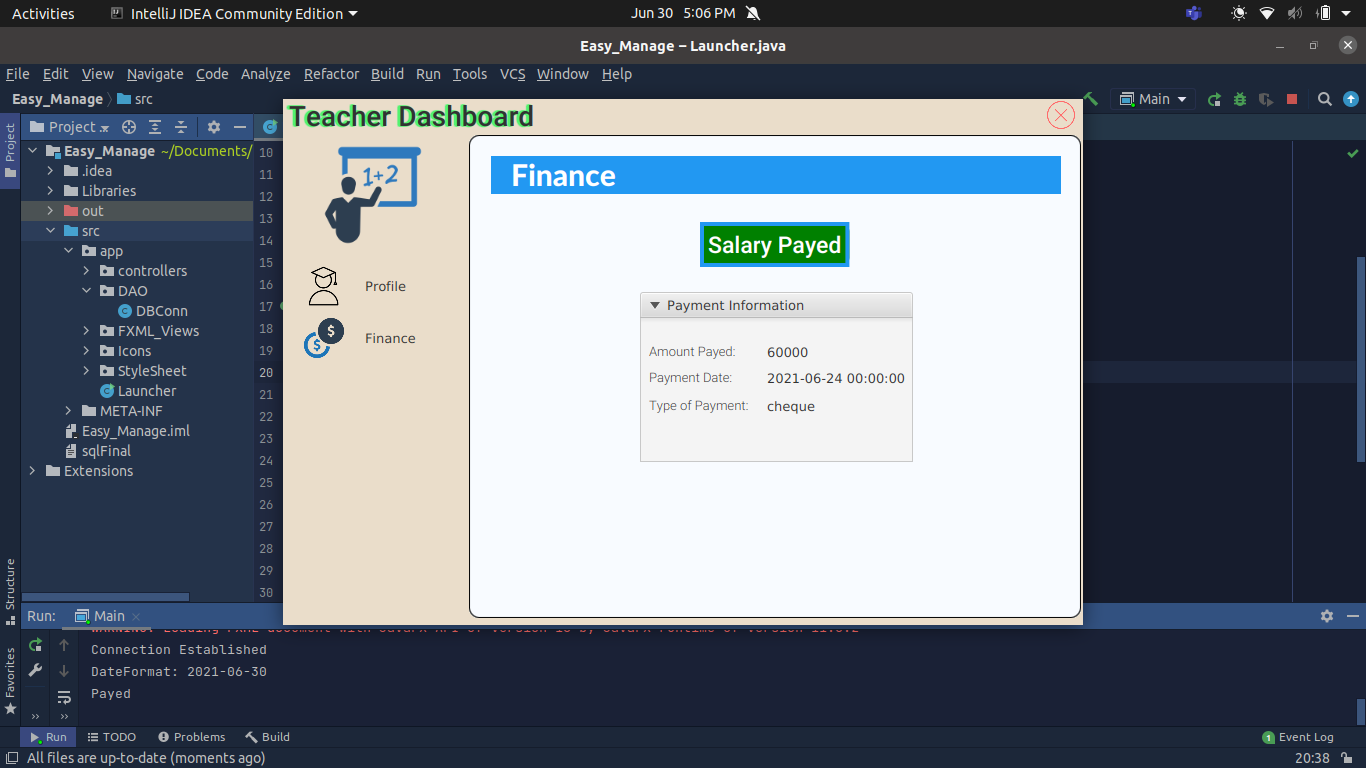 Activities IntelliJ IDEA Community Edition Jun 30 5:06 PM
Easy_Manage – Launcher.java
File Edit View Navigate Code Analyze Refactor Build Run Tools VCS Window Help
Easy_Manage src Main
Project
Project
Easy_Manage ~/Documents/
.idea
Libraries
out
src
app
controllers
DAO
DBConn
FXML_Views
Icons
StyleSheet
Launcher
META-INF
Easy_Manage.iml
sqlFinal
Extensions
10
11
12
13
14
15
16
17
18
19
20
21
22
23
24
25
26
27
28
29
30
Teacher Dashboard
1+2
Profile
$ $
Finance
Finance
Salary Payed
Payment Information
Amount Payed: 60000
Payment Date: 2021-06-24 00:00:00
Type of Payment: cheque
Structure
Favorites
Run: Main
Connection Established
DateFormat: 2021-06-30
Payed
Run TODO Problems Build 1 Event Log
All files are up-to-date (moments ago) 20:38